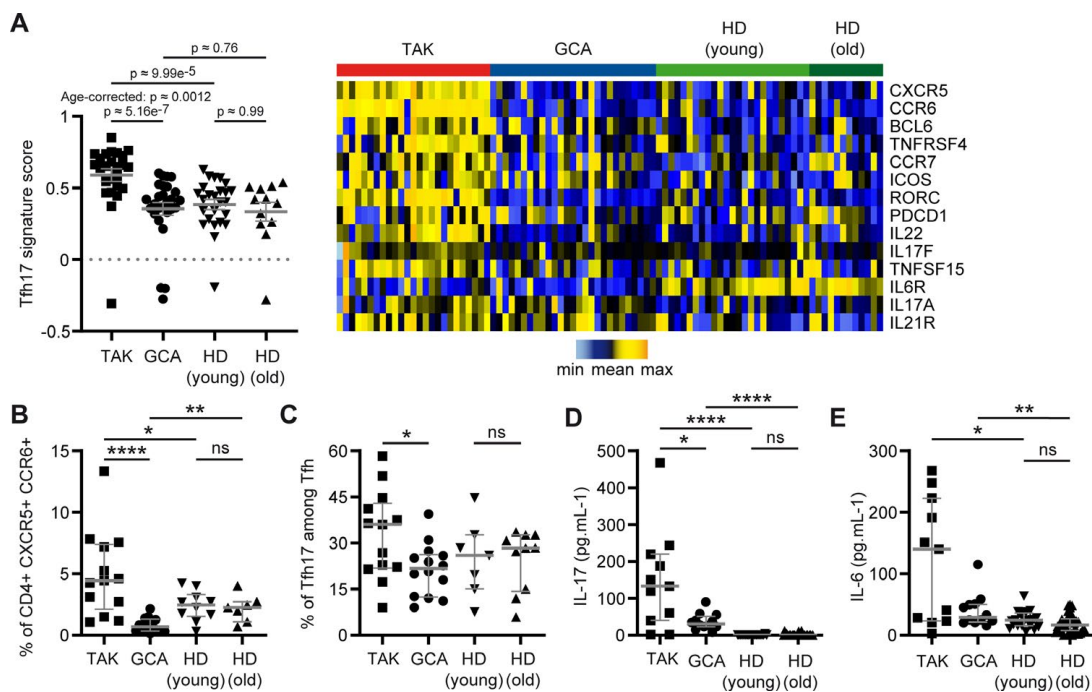 A
p ≈ 0.76
p ≈ 9.99e-5
Age-corrected: p ≈ 0.0012
p ≈ 5.16e-7
p ≈ 0.99
Tfh17 signature score
1
0.5
0
-0.5
TAK
GCA
HD
(young)
HD
(old)
TAK
GCA
HD
(young)
HD
(old)
CXCR5
CCR6
BCL6
TNFRSF4
CCR7
ICOS
RORC
PDCD1
IL22
IL17F
TNFSF15
IL6R
IL17A
IL21R
min mean max
B
% of CD4+ CXCR5+ CCR6+
**
*
****
ns
15
10
5
0
TAK
GCA
HD
(young)
HD
(old)
C
% of Tfh17 among Tfh
*
ns
60
45
30
15
0
TAK
GCA
HD
(young)
HD
(old)
D
IL-17 (pg.mL-1)
****
****
*
ns
500
400
300
200
100
0
TAK
GCA
HD
(young)
HD
(old)
E
IL-6 (pg.mL-1)
**
*
ns
300
200
100
0
TAK
GCA
HD
(young)
HD
(old)